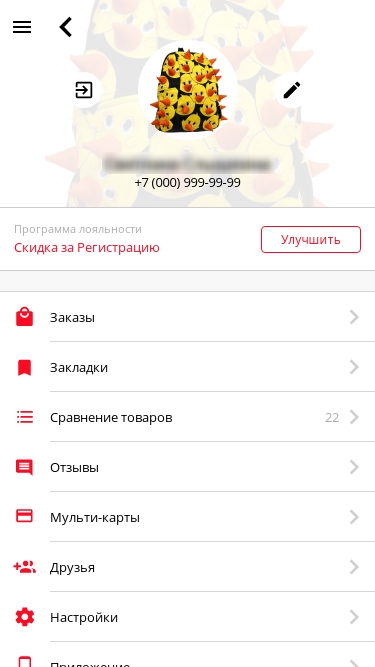 +7 (000) 999-99-99
Программа лояльности
Скидка за Регистрацию
Улучшить
Заказы
Закладки
Сравнение товаров 22
Отзывы
Мульти-карты
Друзья
Настройки
Приложение